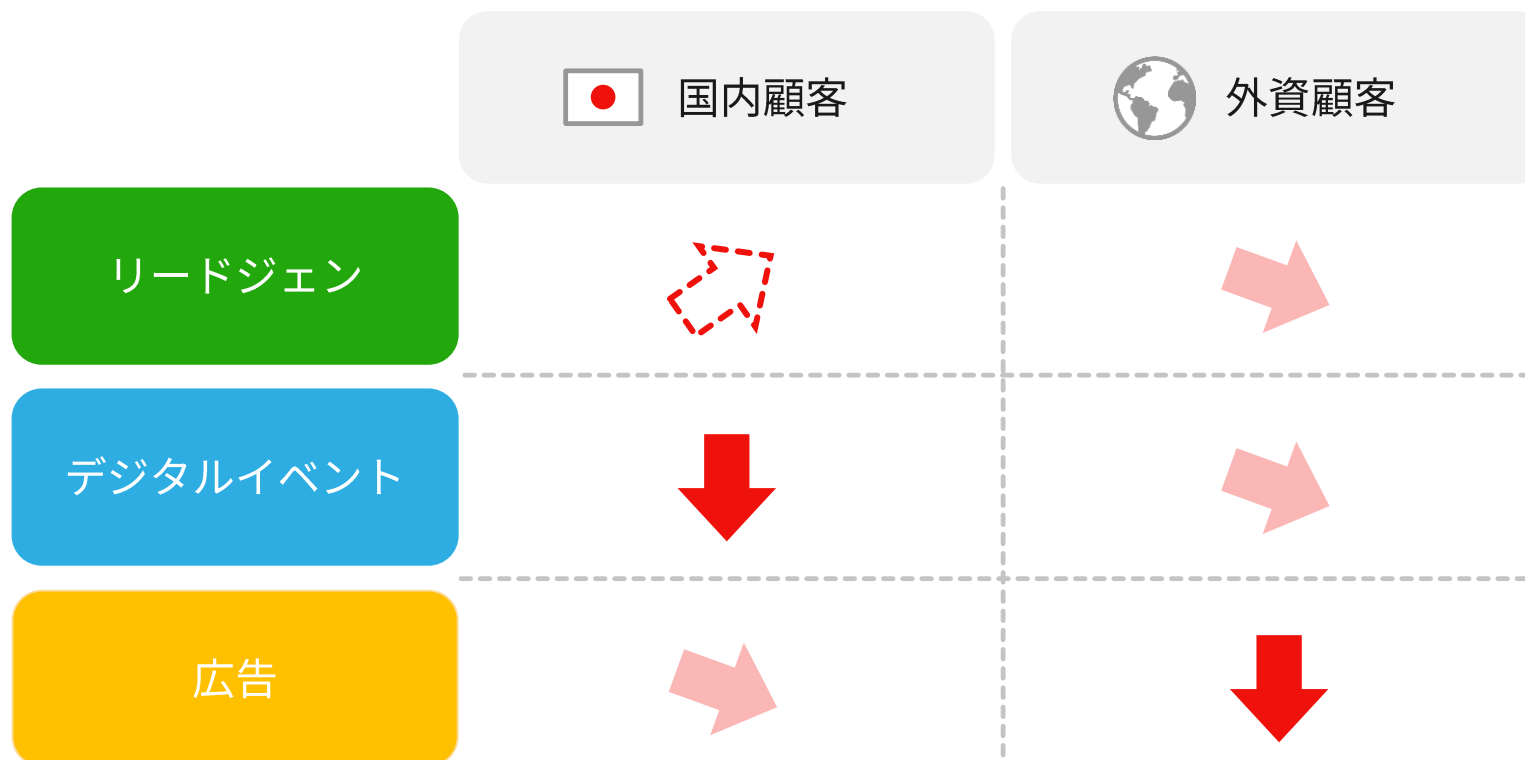 国内顧客
外資顧客
リードジェン
デジタルイベント
広告